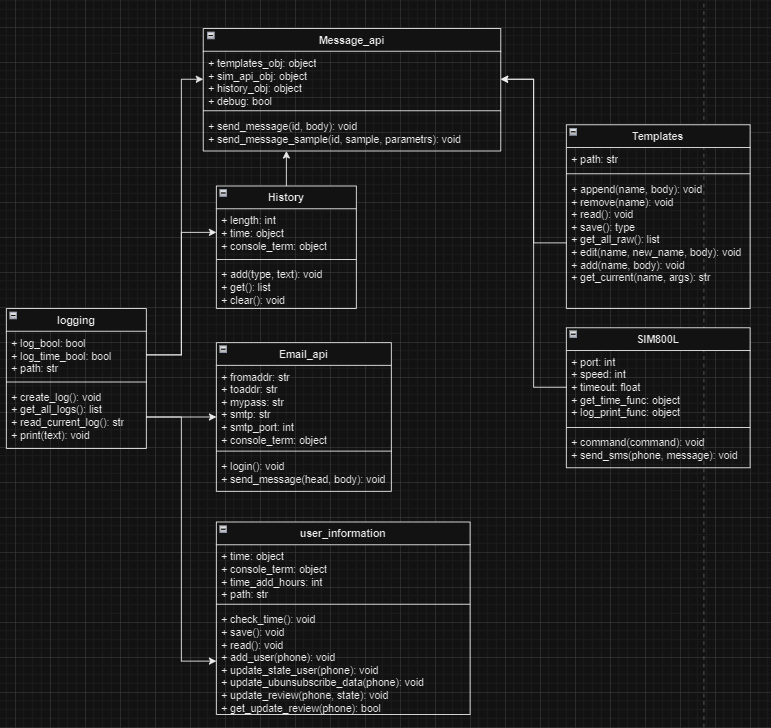 Message_api
+ templates_obj: object
+ sim_api_obj: object
+ history_obj: object
+ debug: bool
+ send_message(id, body): void
+ send_message_sample(id, sample, parametrs): void
Templates
+ path: str
+ append(name, body): void
+ remove(name): void
+ read(): void
+ save(): type
+ get_all_raw(): list
+ edit(name, new_name, body): void
+ add(name, body): void
+ get_current(name, args): str
History
+ length: int
+ time: object
+ console_term: object
+ add(type, text): void
+ get(): list
+ clear(): void
logging
+ log_bool: bool
+ log_time_bool: bool
+ path: str
+ create_log(): void
+ get_all_logs(): list
+ read_current_log(): str
+ print(text): void
Email_api
+ fromaddr: str
+ toaddr: str
+ mypass: str
+ smtp: str
+ smtp_port: int
+ console_term: object
+ login(): void
+ send_message(head, body): void
SIM800L
+ port: int
+ speed: int
+ timeout: float
+ get_time_func: object
+ log_print_func: object
+ command(command): void
+ send_sms(phone, message): void
user_information
+ time: object
+ console_term: object
+ time_add_hours: int
+ path: str
+ check_time(): void
+ save(): void
+ read(): void
+ add_user(phone): void
+ update_state_user(phone): void
+ update_ubunsubscribe_data(phone): void
+ update_review(phone, state): void
+ get_update_review(phone): bool